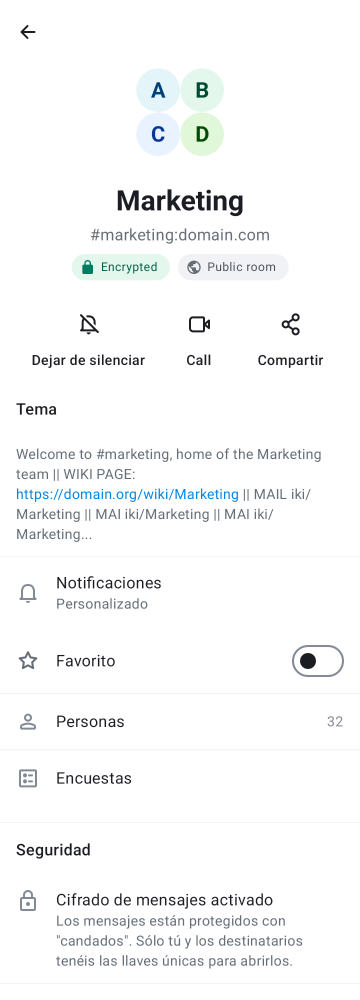 A B
C D
Marketing
#marketing:domain.com
Encrypted Public room
Dejar de silenciar Call Compartir
Tema
Welcome to #marketing, home of the Marketing
team || WIKI PAGE:
https://domain.org/wiki/Marketing || MAIL iki/
Marketing || MAI iki/Marketing || MAI iki/
Marketing...
Notificaciones
Personalizado
Favorito
Personas 32
Encuestas
Seguridad
Cifrado de mensajes activado
Los mensajes están protegidos con
"candados". Sólo tú y los destinatarios
tenéis las llaves únicas para abrirlos.